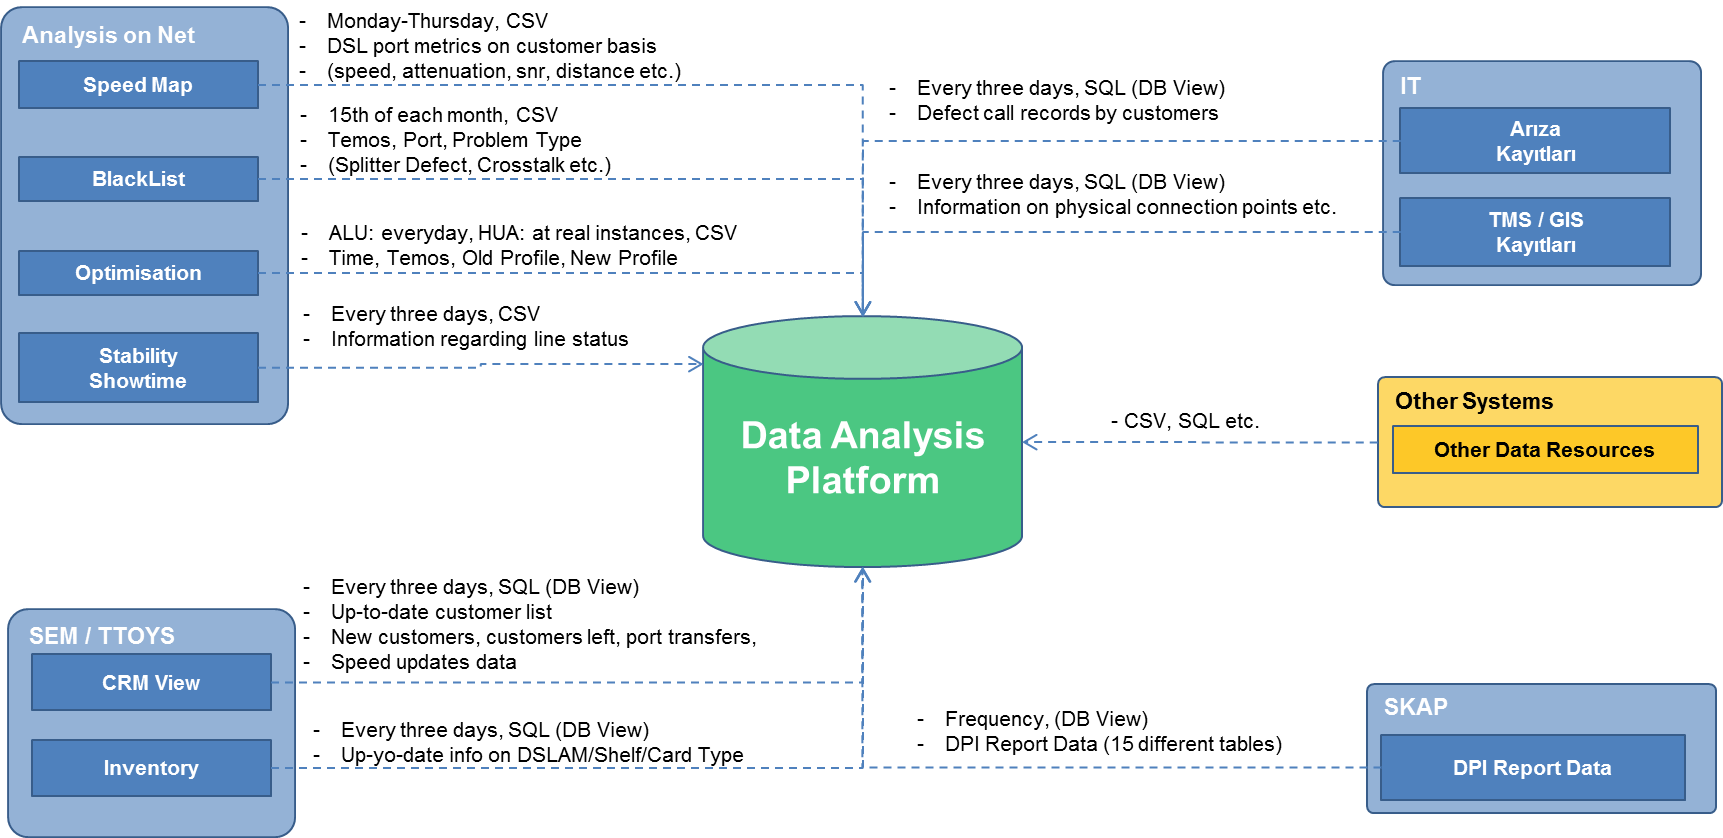 Analysis on Net
Speed Map
- Monday-Thursday, CSV
- DSL port metrics on customer basis
- (speed, attenuation, snr, distance etc.)
BlackList
- 15th of each month, CSV
- Temos, Port, Problem Type
- (Splitter Defect, Crosstalk etc.)
Optimisation
- ALU: everyday, HUA: at real instances, CSV
- Time, Temos, Old Profile, New Profile
Stability
Showtime
- Every three days, CSV
- Information regarding line status
- Every three days, SQL (DB View)
- Defect call records by customers
- Every three days, SQL (DB View)
- Information on physical connection points etc.
IT
Arıza
Kayıtları
TMS / GIS
Kayıtları
Data Analysis
Platform
- CSV, SQL etc.
Other Systems
Other Data Resources
SEM / TTOYS
CRM View
- Every three days, SQL (DB View)
- Up-to-date customer list
- New customers, customers left, port transfers,
- Speed updates data
Inventory
- Every three days, SQL (DB View)
- Up-yo-date info on DSLAM/Shelf/Card Type
- Frequency, (DB View)
- DPI Report Data (15 different tables)
SKAP
DPI Report Data